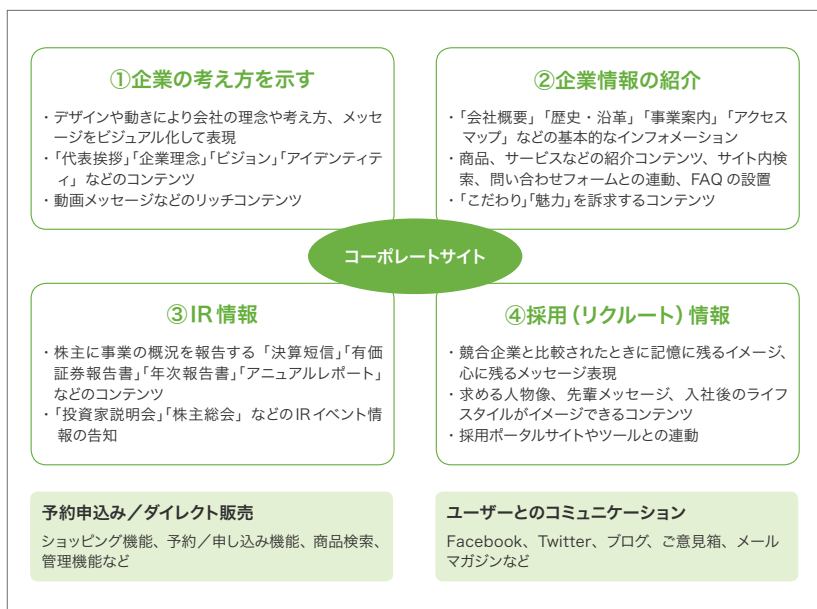 ①企業の考え方を示す
・デザインや動きにより会社の理念や考え方、メッセ
ージをビジュアル化して表現
・「代表挨拶」「企業理念」「ビジョン」「アイデンティテ
ィ」などのコンテンツ
・動画メッセージなどのリッチコンテンツ
②企業情報の紹介
・「会社概要」「歴史・沿革」「事業案内」「アクセス
マップ」などの基本的なインフォメーション
・商品、サービスなどの紹介コンテンツ、サイト内検
索、問い合わせフォームとの連動、FAQ の設置
・「こだわり」「魅力」を訴求するコンテンツ
コーポレートサイト
③IR 情報
・株主に事業の概況を報告する「決算短信」「有価
証券報告書」「年次報告書」「アニュアルレポート」
などのコンテンツ
・「投資家説明会」「株主総会」などのIRイベント情
報の告知
④採用（リクルート）情報
・競合企業と比較されたときに記憶に残るイメージ、
心に残るメッセージ表現
・求める人物像、先輩メッセージ、入社後のライフ
スタイルがイメージできるコンテンツ
・採用ポータルサイトやツールとの連動
予約申込み／ダイレクト販売
ショッピング機能、予約／申し込み機能、商品検索、
管理機能など
ユーザーとのコミュニケーション
Facebook、Twitter、ブログ、ご意見箱、メール
マガジンなど